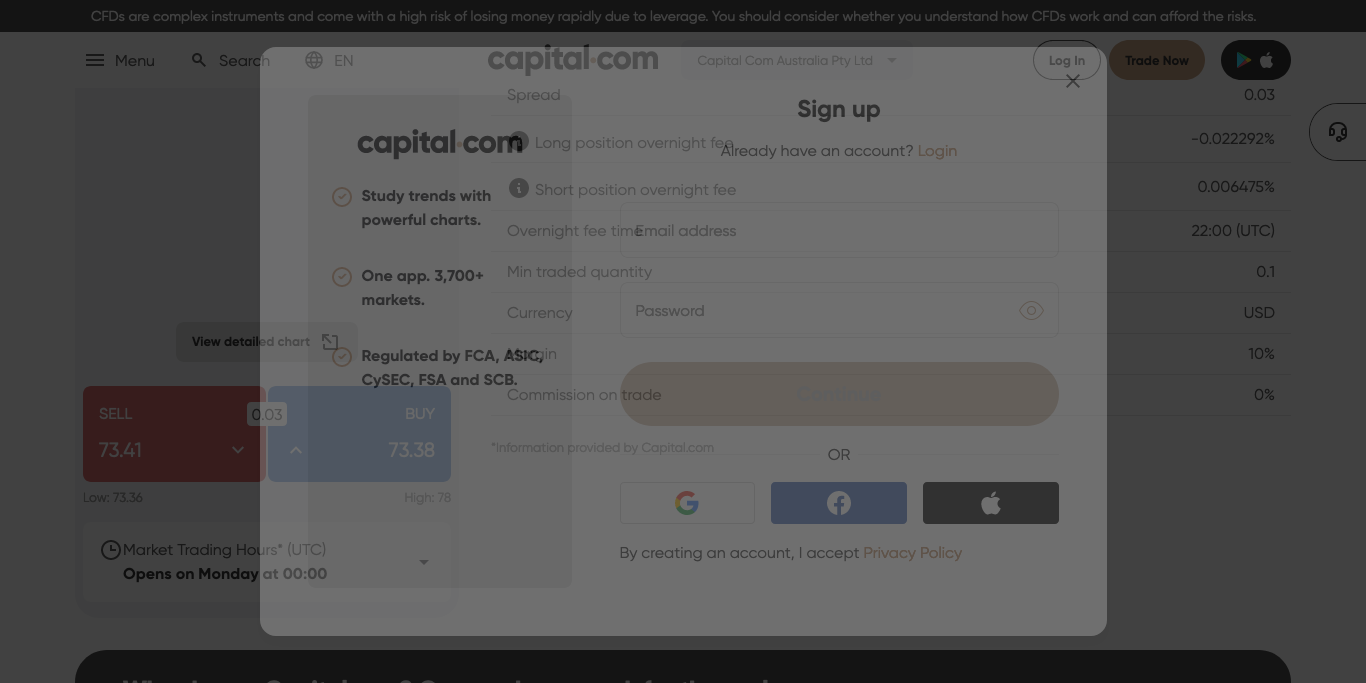 CFDs are complex instruments and come with a high risk of losing money rapidly due to leverage. You should consider whether you understand how CFDs work and can afford the risks.
Menu
Search
EN
capital.com
Capital Com Australia Pty Ltd
Log In
Trade Now
Spread
0.03
Long position overnight fee
-0.022292%
Short position overnight fee
0.006475%
Overnight fee time
22:00 (UTC)
Min traded quantity
0.1
Currency
USD
Margin
10%
Commission on trade
0%
*Information provided by Capital.com
View detailed chart
SELL
73.41
0.03
BUY
73.38
Low: 73.36
High: 78
Market Trading Hours* (UTC)
Opens on Monday at 00:00
capital.com
Study trends with
powerful charts.
One app. 3,700+
markets.
Regulated by FCA, ASIC,
CySEC, FSA and SCB.
Sign up
Already have an account? Login
Email address
Password
Continue
OR
By creating an account, I accept Privacy Policy